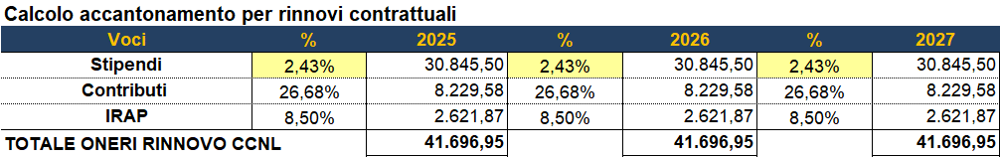 Calcolo accantonamento per rinnovi contrattuali
Voci % 2025 % 2026 % 2027
Stipendi 2,43% 30.845,50 2,43% 30.845,50 2,43% 30.845,50
Contributi 26,68% 8.229,58 26,68% 8.229,58 26,68% 8.229,58
IRAP 8,50% 2.621,87 8,50% 2.621,87 8,50% 2.621,87
TOTALE ONERI RINNOVO CCNL 41.696,95 41.696,95 41.696,95